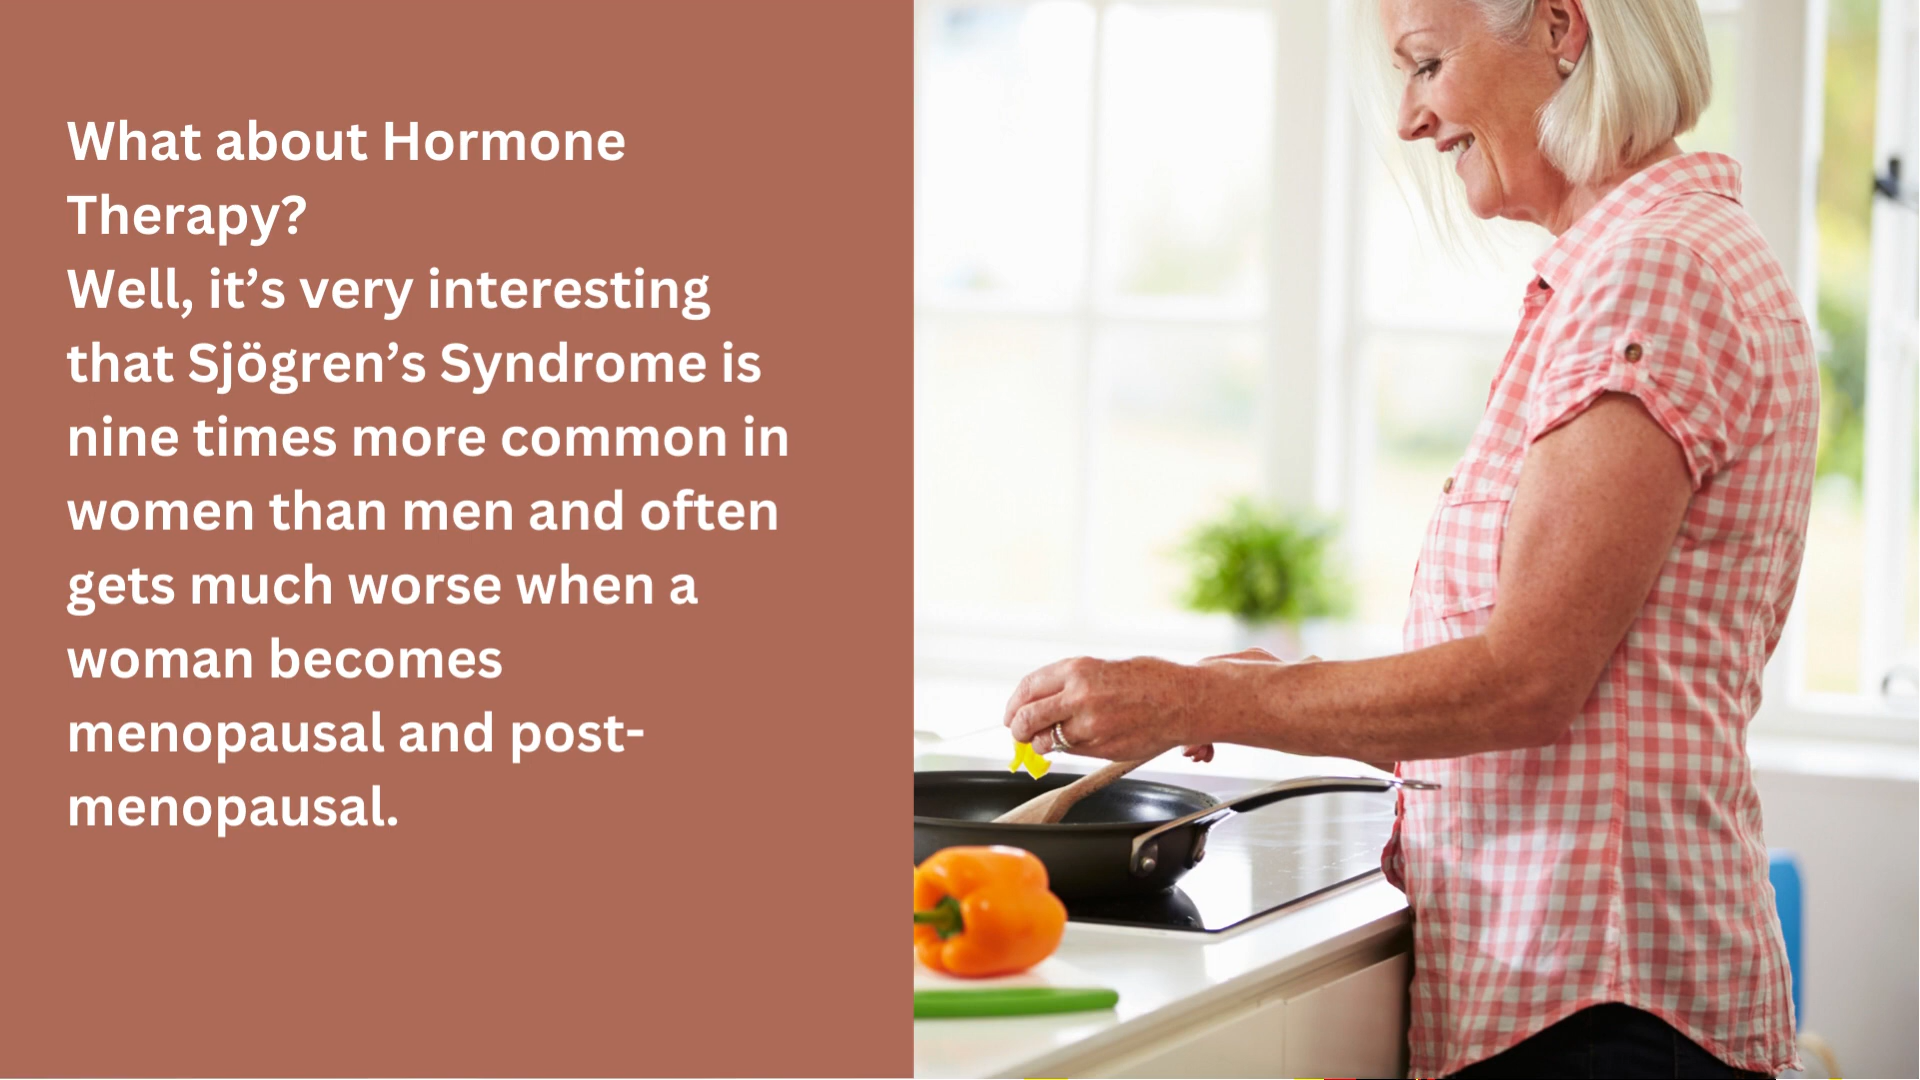 What about Hormone
Therapy?
Well, it’s very interesting
that Sjögren’s Syndrome is
nine times more common in
women than men and often
gets much worse when a
woman becomes
menopausal and post-
menopausal.